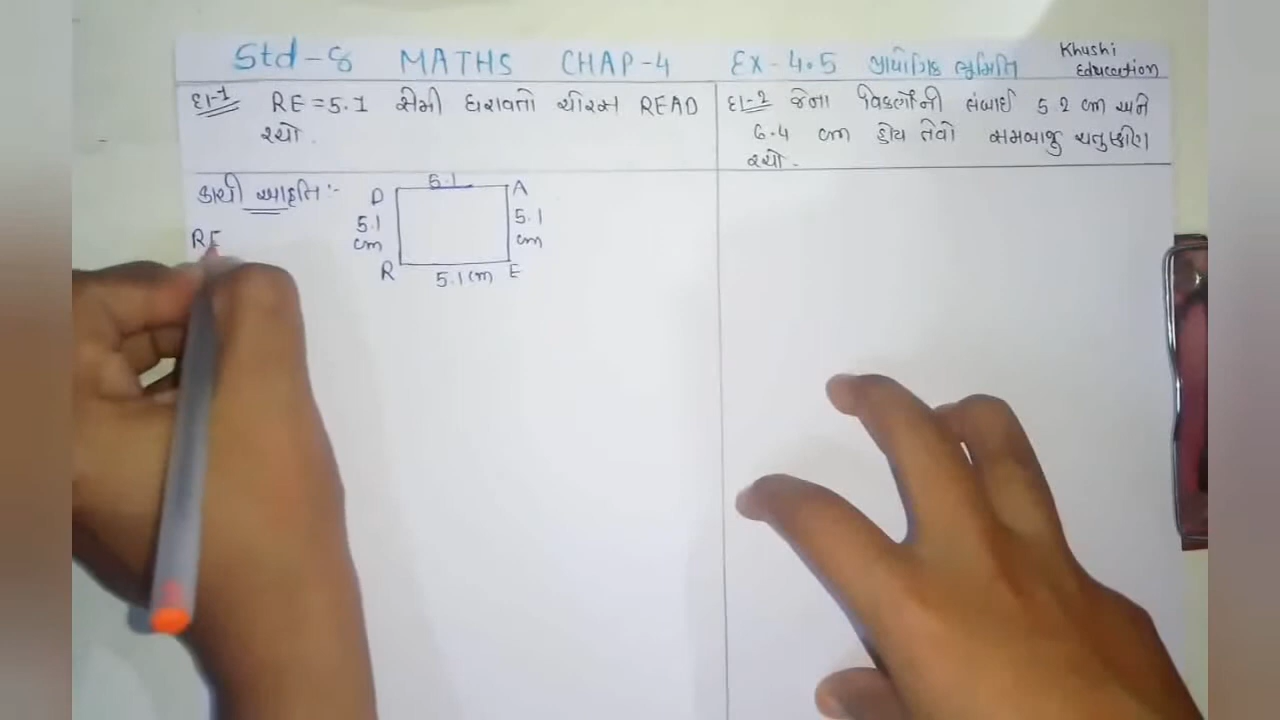 Std-8 MATHS CHAP-4 EX-4.5 પ્રાયોગિક ભૂમિતિ
Khushi
Education
દા-1 RE=5.1 સેમી ધરાવતો ચોરસ READ
રચો.
દા-2 જેના વિકર્ણોની લંબાઈ 5.2 cm અને
6.4 cm હોય તેવો સમબાજુ ચતુષ્કોણ
રચો.
કાચી આકૃતિ:-
5.1
D
A
5.1
cm
5.1
cm
R
5.1 cm
E
RE